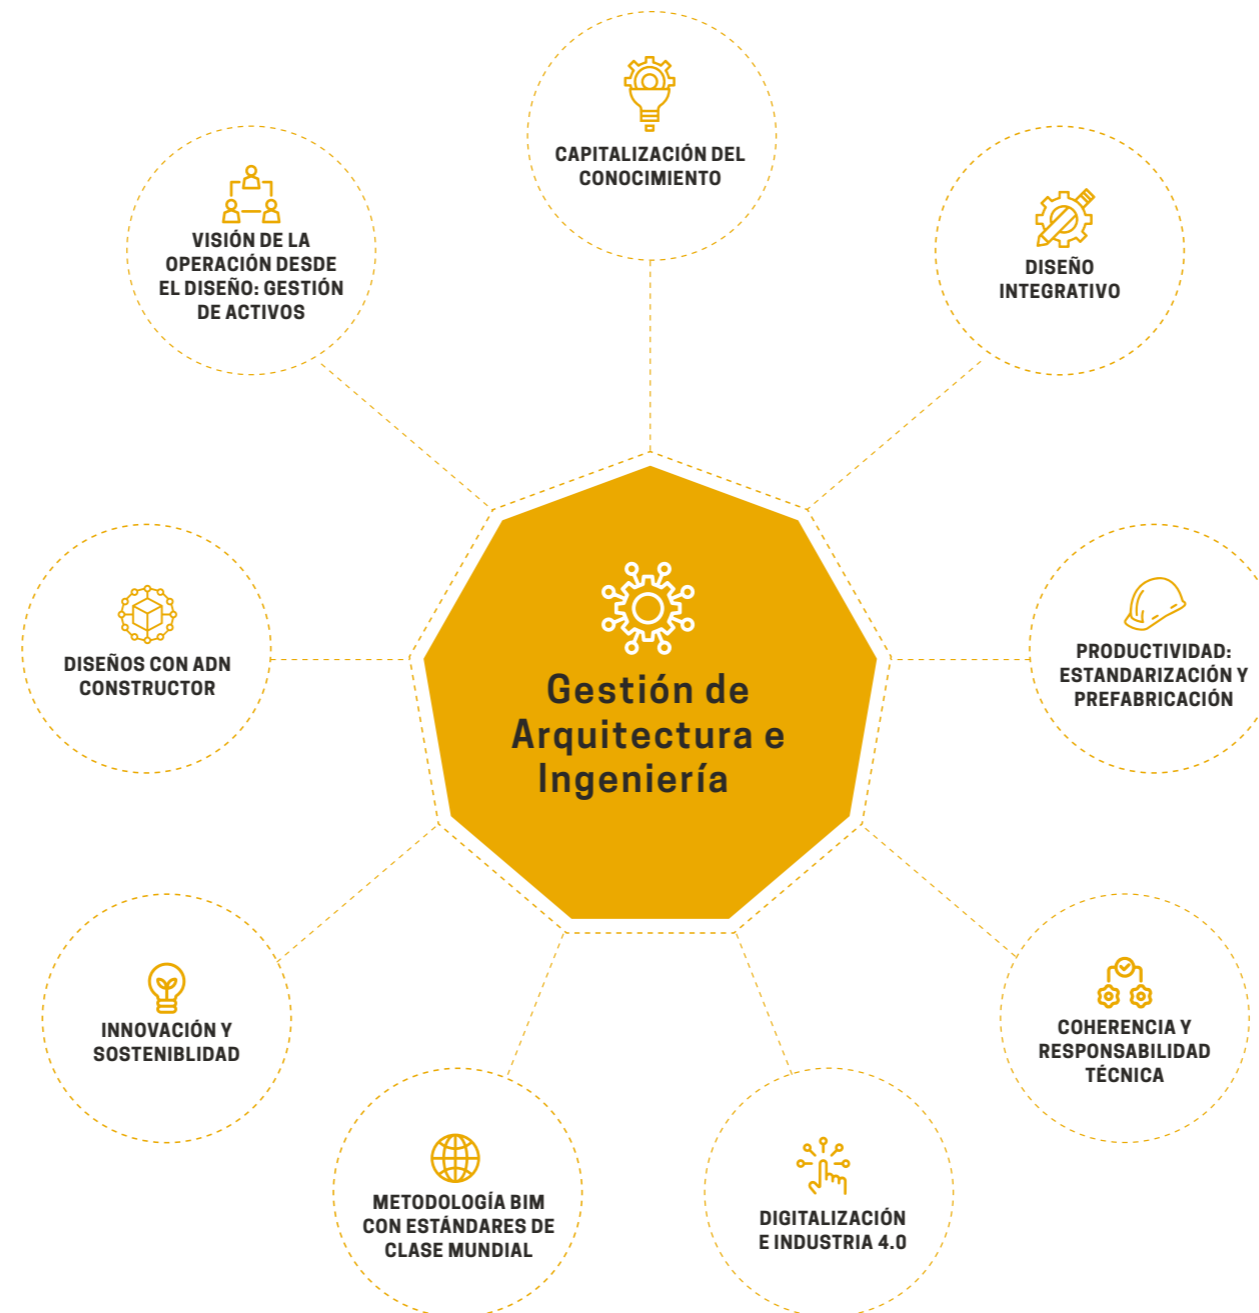 CAPITALIZACIÓN DEL
CONOCIMIENTO
VISIÓN DE LA
OPERACIÓN DESDE
EL DISEÑO: GESTIÓN
DE ACTIVOS
DISEÑO
INTEGRATIVO
DISEÑOS CON ADN
CONSTRUCTOR
Gestión de
Arquitectura e
Ingeniería
PRODUCTIVIDAD:
ESTANDARIZACIÓN Y
PREFABRICACIÓN
INNOVACIÓN Y
SOSTENIBLIDAD
COHERENCIA Y
RESPONSABILIDAD
TÉCNICA
METODOLOGÍA BIM
CON ESTÁNDARES DE
CLASE MUNDIAL
DIGITALIZACIÓN
E INDUSTRIA 4.0